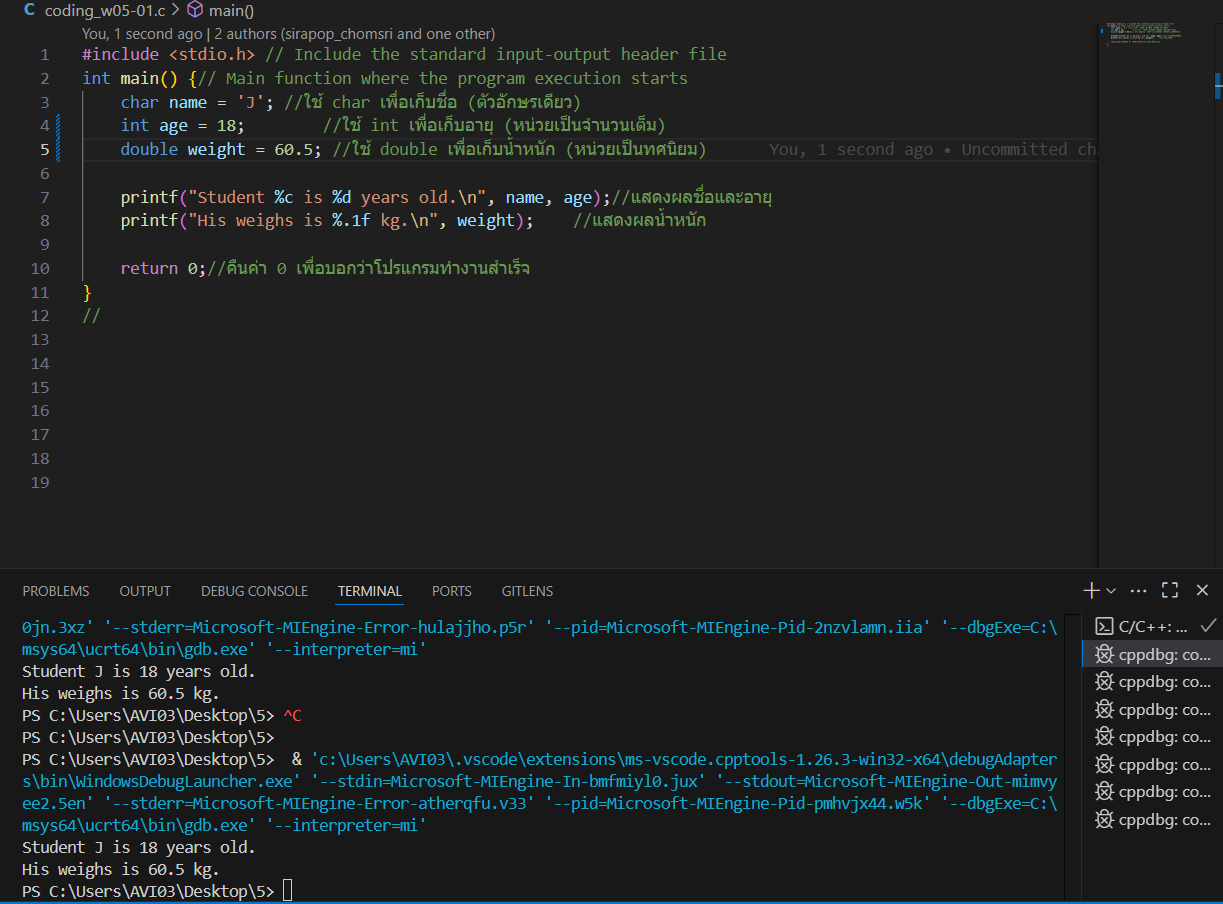 C coding_w05-01.c > main()
You, 1 second ago | 2 authors (sirapop_chomsri and one other)
1 #include <stdio.h> // Include the standard input-output header file
2 int main() {// Main function where the program execution starts
3 char name = 'J'; //ใช้ char เพื่อเก็บชื่อ (ตัวอักษรเดียว)
4 int age = 18; //ใช้ int เพื่อเก็บอายุ (หน่วยเป็นจำนวนเต็ม)
5 double weight = 60.5; //ใช้ double เพื่อเก็บน้ำหนัก (หน่วยเป็นทศนิยม) You, 1 second ago • Uncommitted cha
6
7 printf("Student %c is %d years old.\n", name, age);//แสดงผลชื่อและอายุ
8 printf("His weighs is %.1f kg.\n", weight); //แสดงผลน้ำหนัก
9
10 return 0;//คืนค่า 0 เพื่อบอกว่าโปรแกรมทำงานสำเร็จ
11 }
12 //
13
14
15
16
17
18
19
PROBLEMS OUTPUT DEBUG CONSOLE TERMINAL PORTS GITLENS
0jn.3xz' '--stderr=Microsoft-MIEngine-Error-hulajjho.p5r' '--pid=Microsoft-MIEngine-Pid-2nzvlamn.iia' '--dbgExe=C:\
msys64\ucrt64\bin\gdb.exe' '--interpreter=mi'
Student J is 18 years old.
His weighs is 60.5 kg.
PS C:\Users\AVI03\Desktop\5> ^C
PS C:\Users\AVI03\Desktop\5>
PS C:\Users\AVI03\Desktop\5> & 'c:\Users\AVI03\.vscode\extensions\ms-vscode.cpptools-1.26.3-win32-x64\debugAdapter
s\bin\WindowsDebugLauncher.exe' '--stdin=Microsoft-MIEngine-In-bmfmiyl0.jux' '--stdout=Microsoft-MIEngine-Out-mimvy
ee2.5en' '--stderr=Microsoft-MIEngine-Error-atherqfu.v33' '--pid=Microsoft-MIEngine-Pid-pmhvjx44.w5k' '--dbgExe=C:\
msys64\ucrt64\bin\gdb.exe' '--interpreter=mi'
Student J is 18 years old.
His weighs is 60.5 kg.
PS C:\Users\AVI03\Desktop\5>
C/C++: ...
cppdbg: co...
cppdbg: co...
cppdbg: co...
cppdbg: co...
cppdbg: co...
cppdbg: co...
cppdbg: co...